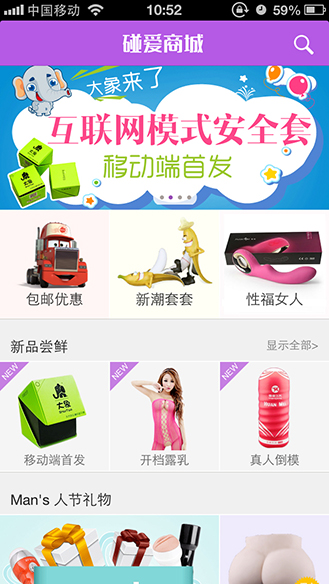 中国移动 10:52 59%
碰爱商城
大象来了
互联网模式安全套
移动端首发
包邮优惠 新潮套套 性福女人
新品尝鲜 显示全部>
NEW NEW NEW
大象
移动端首发 开档露乳 真人倒模
Man's 人节礼物